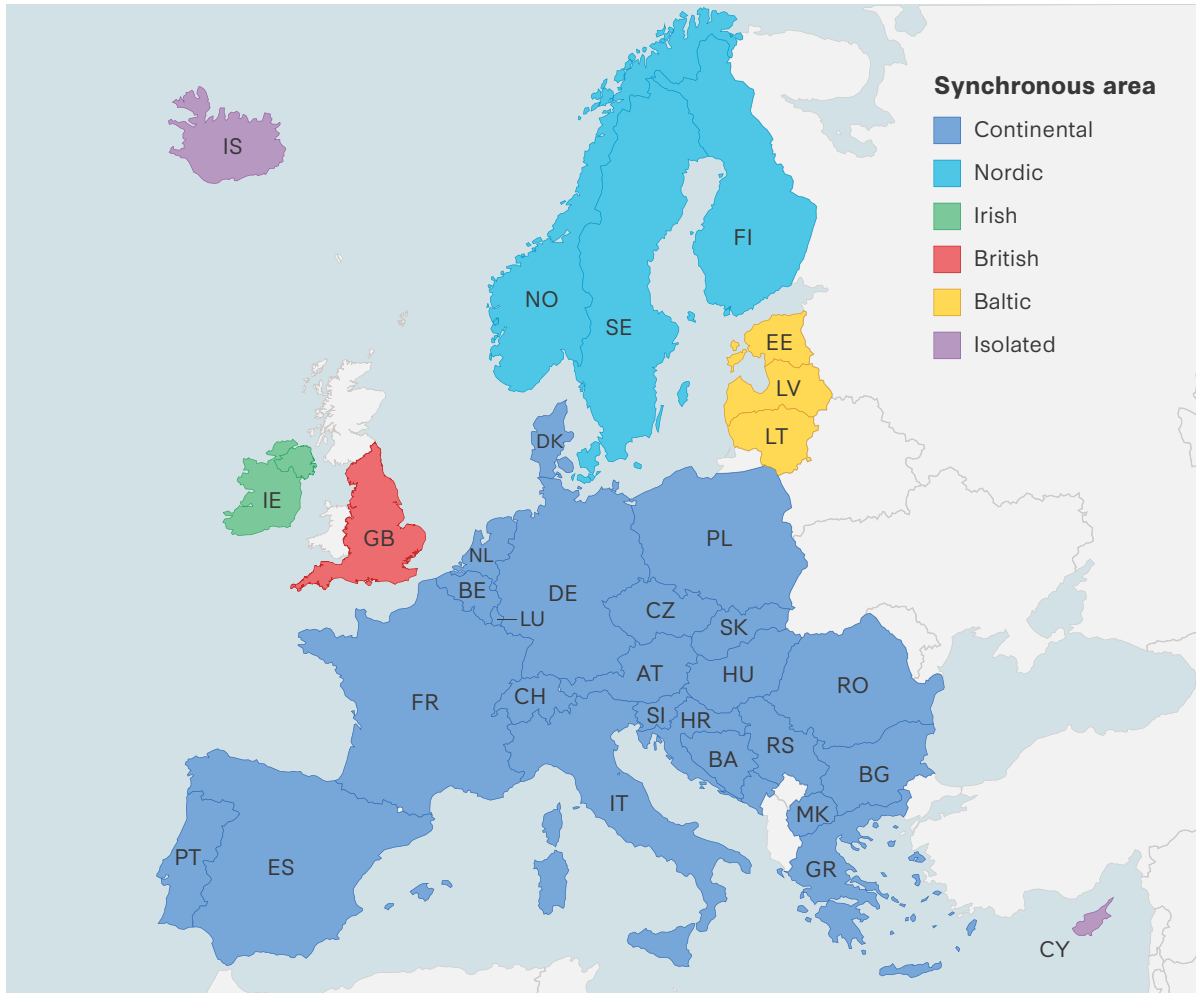 Synchronous area
Continental
Nordic
Irish
British
Baltic
Isolated
IS
FI
NO
SE
EE
LV
LT
DK
IE
GB
NL
PL
BE
DE
LU
CZ
SK
AT
HU
RO
CH
FR
SI
HR
BA
RS
BG
IT
MK
PT
ES
GR
CY